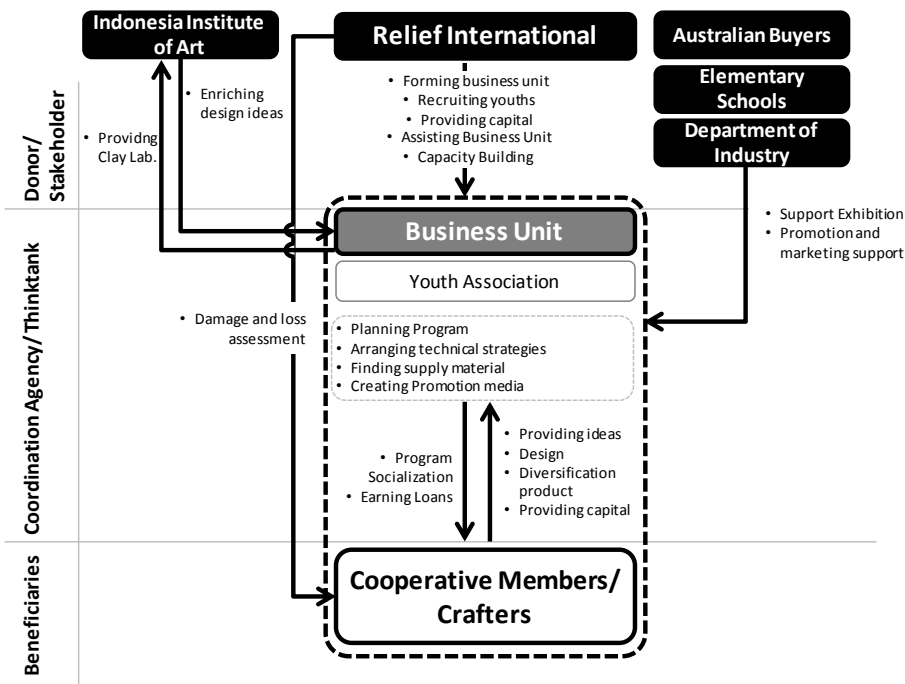 Indonesia Institute
of Art
Relief International
Australian Buyers
Elementary
Schools
Department of
Industry
Donor/
Stakeholder
• Enriching
design ideas
• Providng
Clay Lab.
• Forming business unit
• Recruiting youths
• Providing capital
• Assisting Business Unit
• Capacity Building
• Support Exhibition
• Promotion and
marketing support
Coordination Agency/Thinktank
Business Unit
Youth Association
• Damage and loss
assessment
• Planning Program
• Arranging technical strategies
• Finding supply material
• Creating Promotion media
• Program
Socialization
• Earning Loans
• Providing ideas
• Design
• Diversification
product
• Providing capital
Beneficiaries
Cooperative Members/
Crafters